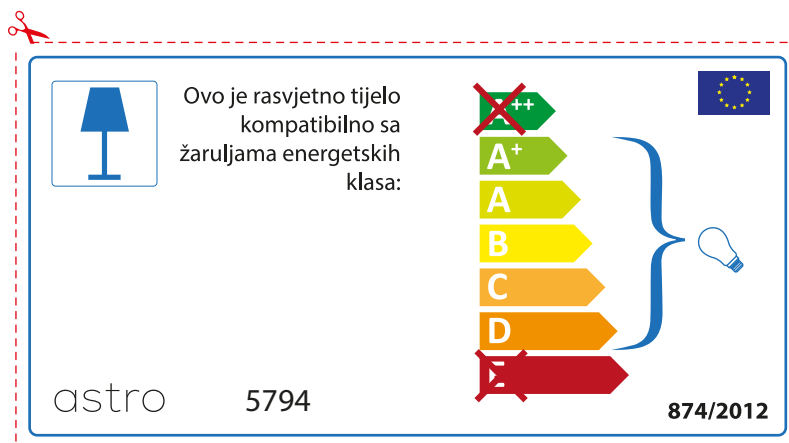 Ovo je rasvjetno tijelo
kompatibilno sa
žaruljama energetskih
klasa:
A++
A+
A
B
C
D
E
astro
5794
874/2012